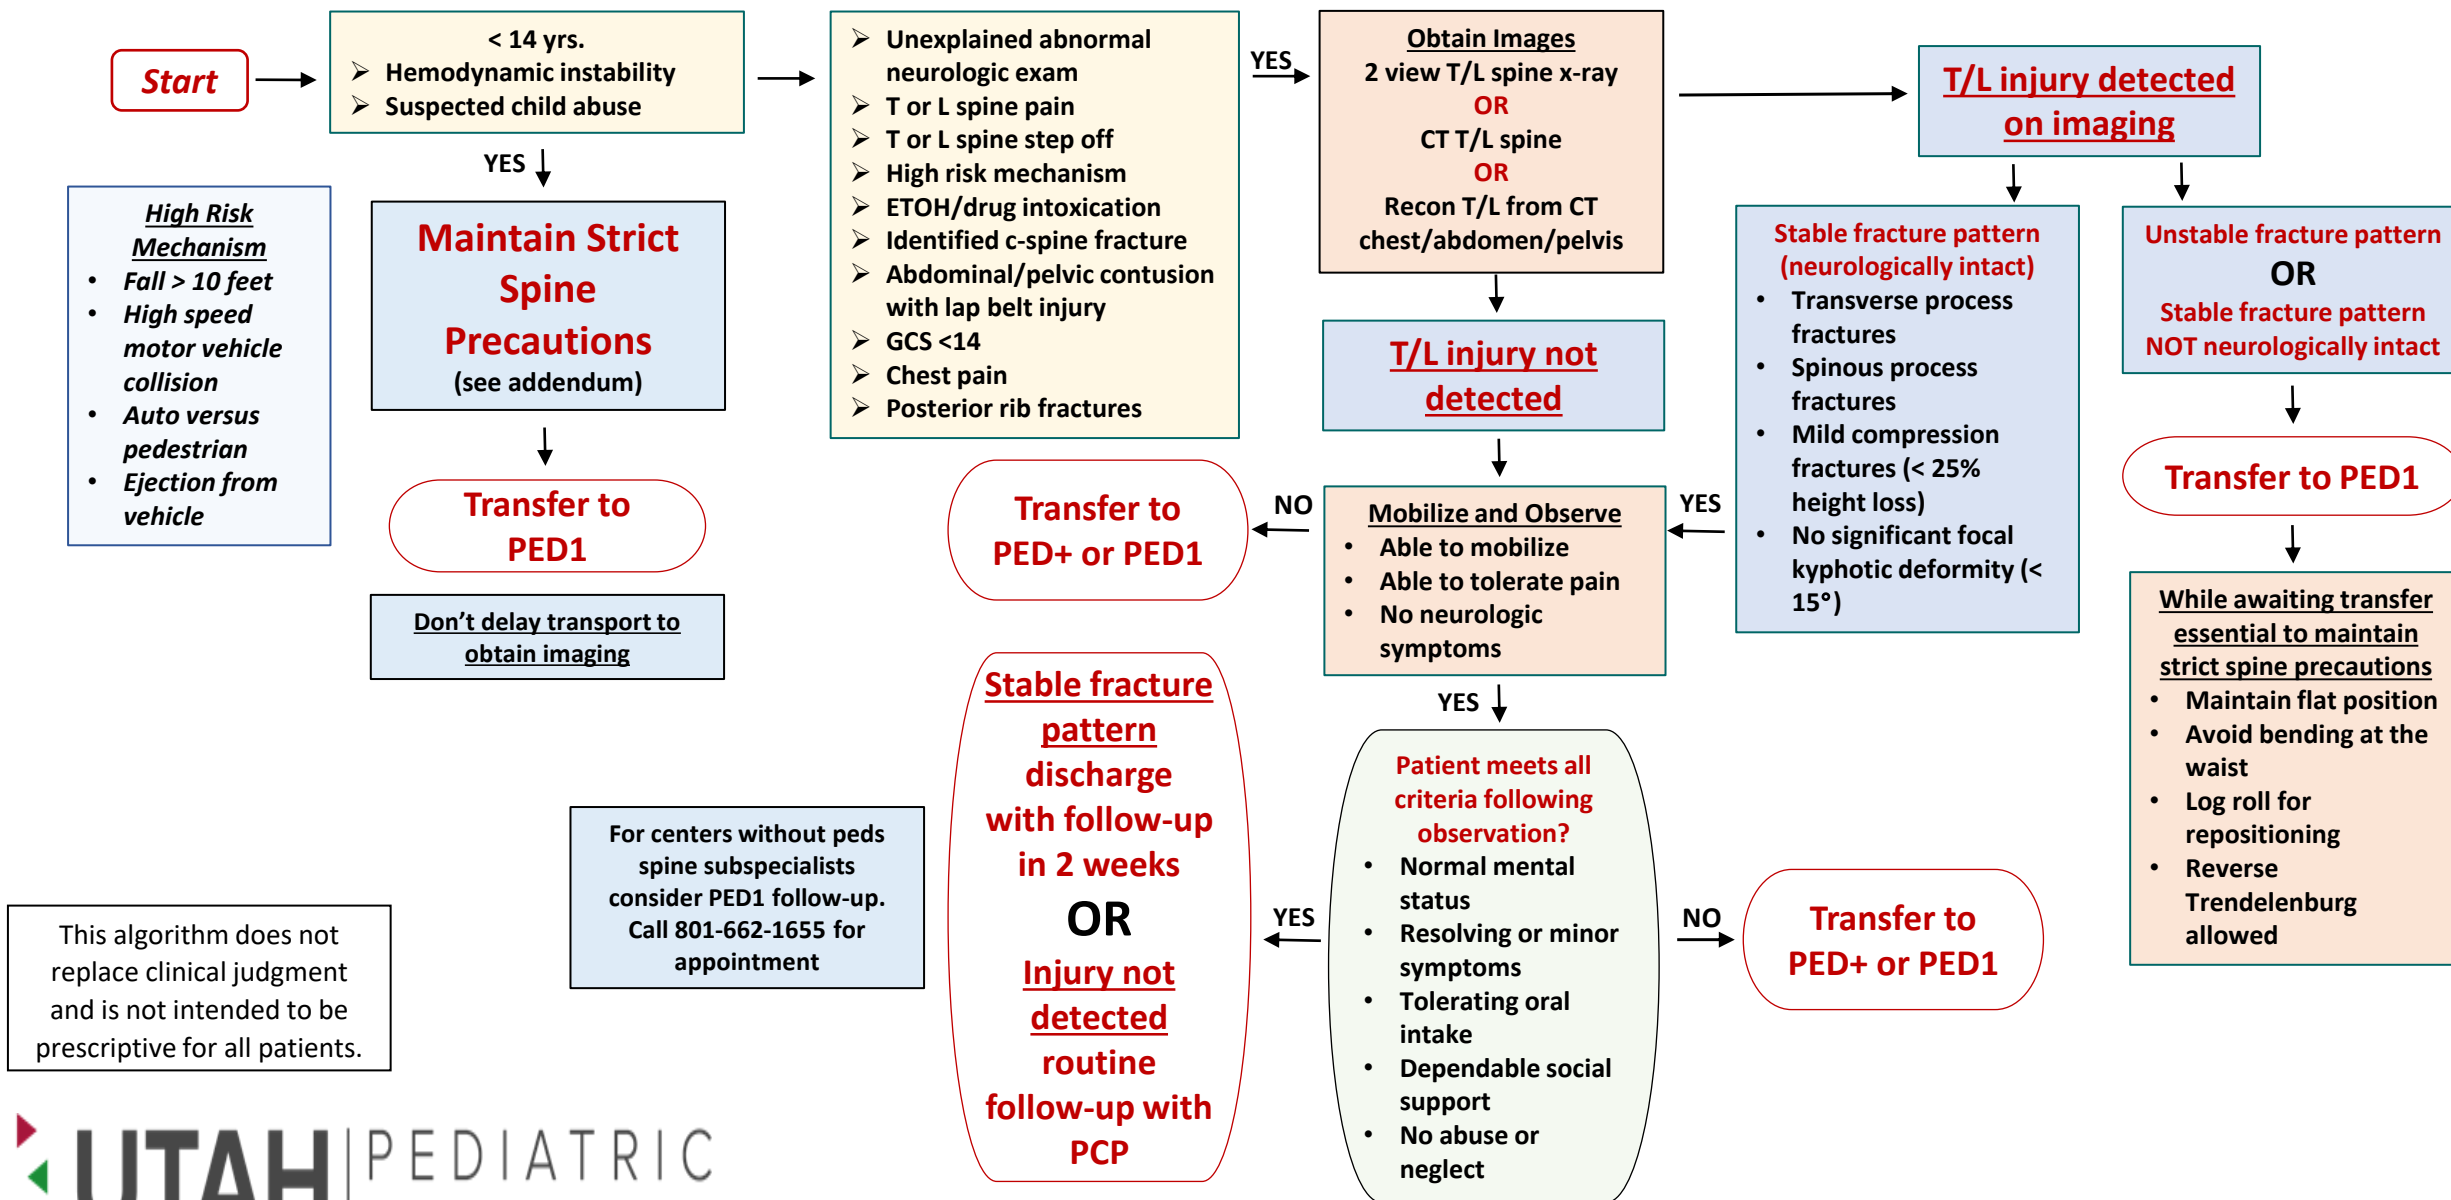 Start
< 14 yrs.
➢ Hemodynamic instability
➢ Suspected child abuse
YES
High Risk
Mechanism
• Fall > 10 feet
• High speed
motor vehicle
collision
• Auto versus
pedestrian
• Ejection from
vehicle
Maintain Strict
Spine
Precautions
(see addendum)
Transfer to
PED1
Don’t delay transport to
obtain imaging
➢ Unexplained abnormal
neurologic exam
➢ T or L spine pain
➢ T or L spine step off
➢ High risk mechanism
➢ ETOH/drug intoxication
➢ Identified c-spine fracture
➢ Abdominal/pelvic contusion
with lap belt injury
➢ GCS <14
➢ Chest pain
➢ Posterior rib fractures
YES
Obtain Images
2 view T/L spine x-ray
OR
CT T/L spine
OR
Recon T/L from CT
chest/abdomen/pelvis
T/L injury not
detected
T/L injury detected
on imaging
Stable fracture pattern
(neurologically intact)
• Transverse process
fractures
• Spinous process
fractures
• Mild compression
fractures (< 25%
height loss)
• No significant focal
kyphotic deformity (<
15°)
Unstable fracture pattern
OR
Stable fracture pattern
NOT neurologically intact
Transfer to PED1
While awaiting transfer
essential to maintain
strict spine precautions
• Maintain flat position
• Avoid bending at the
waist
• Log roll for
repositioning
• Reverse
Trendelenburg
allowed
YES
Mobilize and Observe
• Able to mobilize
• Able to tolerate pain
• No neurologic
symptoms
NO
Transfer to
PED+ or PED1
YES
Patient meets all
criteria following
observation?
• Normal mental
status
• Resolving or minor
symptoms
• Tolerating oral
intake
• Dependable social
support
• No abuse or
neglect
NO
Transfer to
PED+ or PED1
YES
Stable fracture
pattern
discharge
with follow-up
in 2 weeks
OR
Injury not
detected
routine
follow-up with
PCP
For centers without peds
spine subspecialists
consider PED1 follow-up.
Call 801-662-1655 for
appointment
This algorithm does not
replace clinical judgment
and is not intended to be
prescriptive for all patients.
UTAH PEDIATRIC